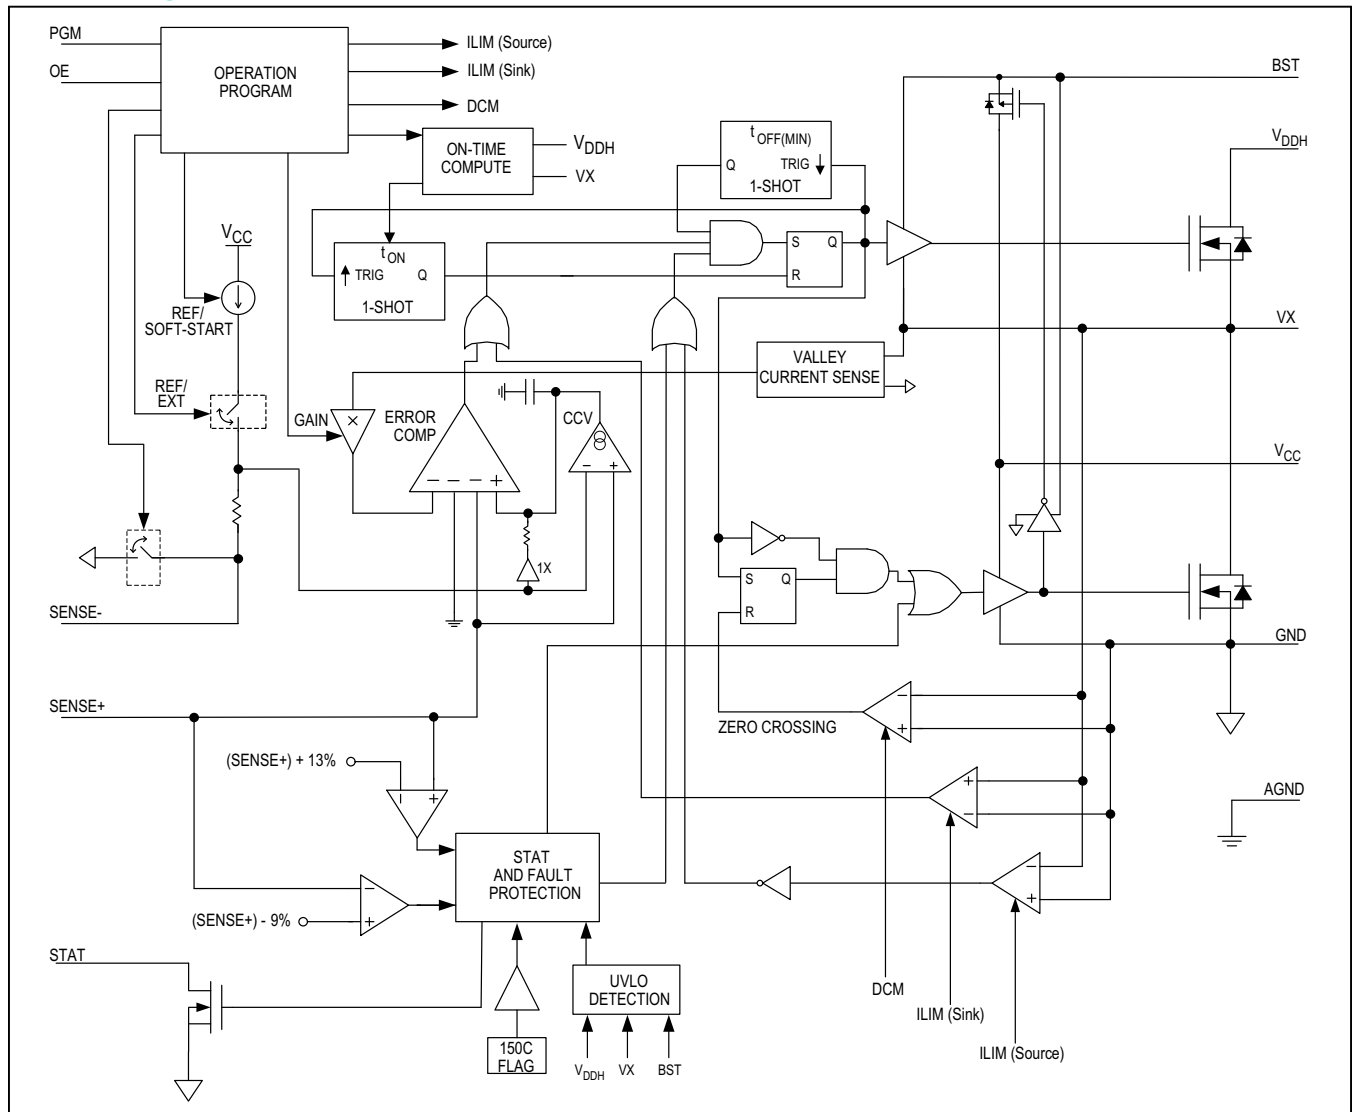 PGM
OE
OPERATION
PROGRAM
ILIM (Source)
ILIM (Sink)
DCM
ON-TIME
COMPUTE
VDDH
VX
tOFF(MIN)
Q TRIG
1-SHOT
BST
VDDH
VCC
REF/
SOFT-START
tON
TRIG Q
1-SHOT
S Q
R
VX
VALLEY
CURRENT SENSE
REF/
EXT
GAIN
×
ERROR
COMP
CCV
− +
− − − +
VCC
1X
S Q
R
SENSE-
GND
SENSE+
ZERO CROSSING
−
+
(SENSE+) + 13%
− +
+
−
AGND
STAT
AND FAULT
PROTECTION
−
+
(SENSE+) - 9%
−
+
STAT
UVLO
DETECTION
DCM
ILIM (Sink)
ILIM (Source)
150C
FLAG
VDDH VX BST